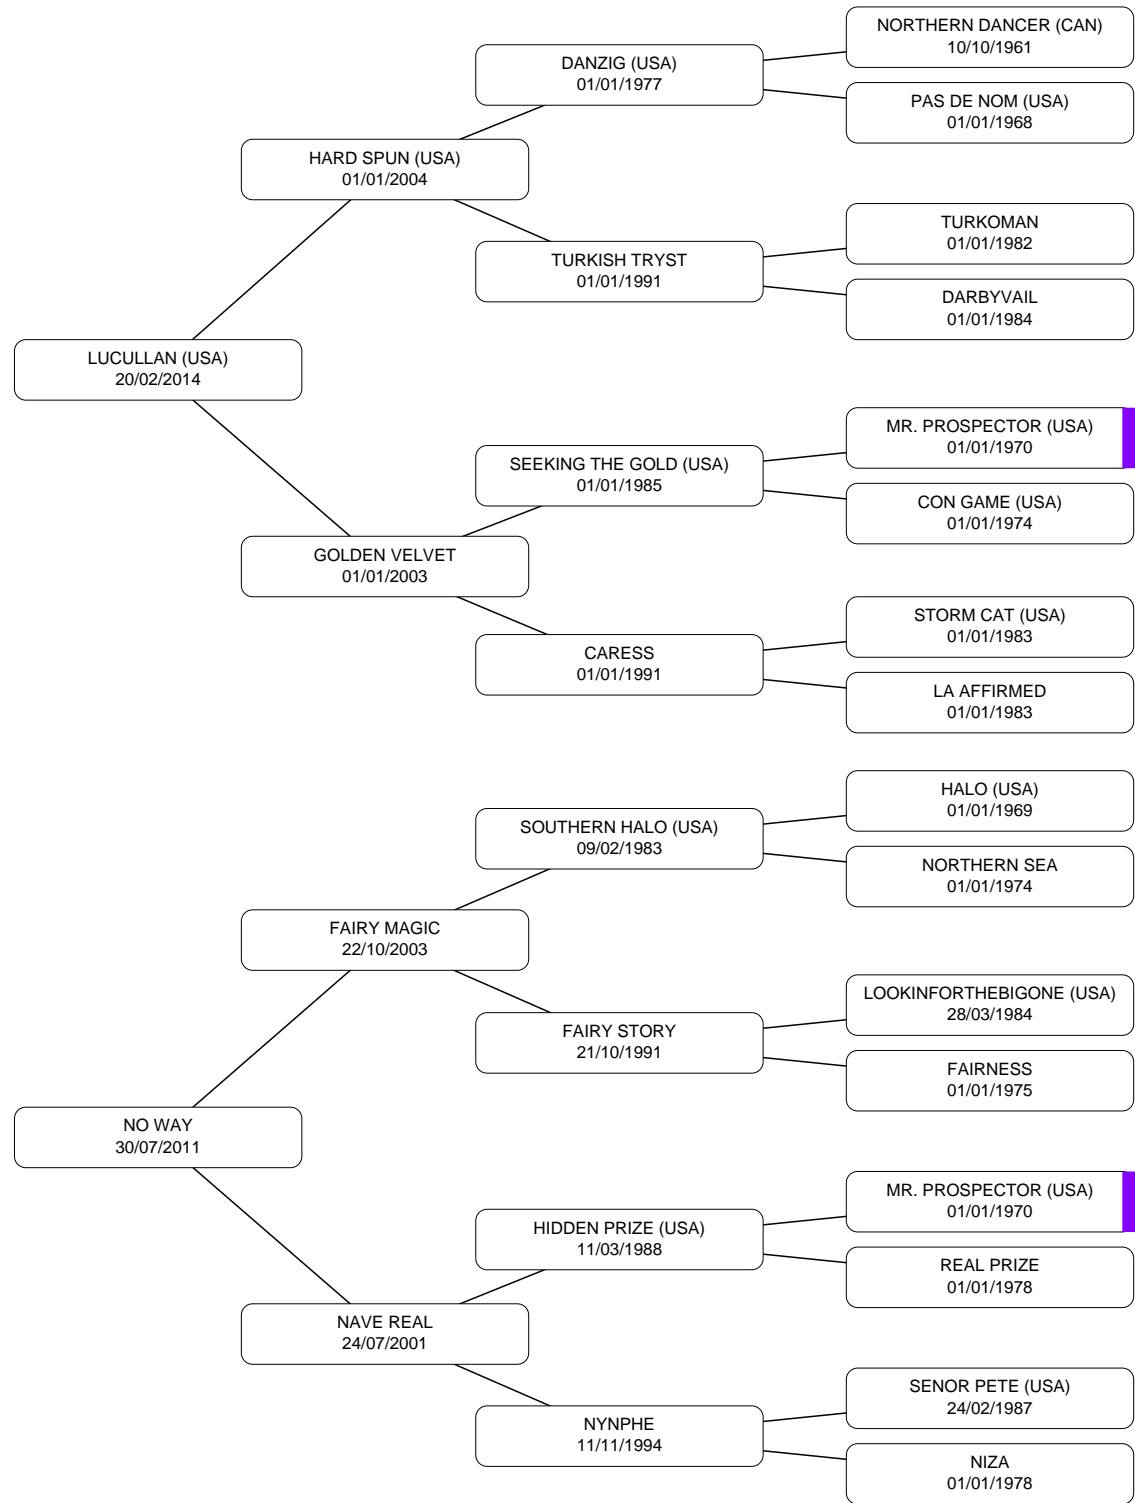 NORTHERN DANCER (CAN)
10/10/1961
DANZIG (USA)
01/01/1977
PAS DE NOM (USA)
01/01/1968
HARD SPUN (USA)
01/01/2004
TURKOMAN
01/01/1982
TURKISH TRYST
01/01/1991
DARBYVAIL
01/01/1984
LUCULLAN (USA)
20/02/2014
MR. PROSPECTOR (USA)
01/01/1970
SEEKING THE GOLD (USA)
01/01/1985
CON GAME (USA)
01/01/1974
GOLDEN VELVET
01/01/2003
STORM CAT (USA)
01/01/1983
CARESS
01/01/1991
LA AFFIRMED
01/01/1983
HALO (USA)
01/01/1969
SOUTHERN HALO (USA)
09/02/1983
NORTHERN SEA
01/01/1974
FAIRY MAGIC
22/10/2003
LOOKINFORTHEBIGONE (USA)
28/03/1984
FAIRY STORY
21/10/1991
FAIRNESS
01/01/1975
NO WAY
30/07/2011
MR. PROSPECTOR (USA)
01/01/1970
HIDDEN PRIZE (USA)
11/03/1988
REAL PRIZE
01/01/1978
NAVE REAL
24/07/2001
SENOR PETE (USA)
24/02/1987
NYNPHE
11/11/1994
NIZA
01/01/1978